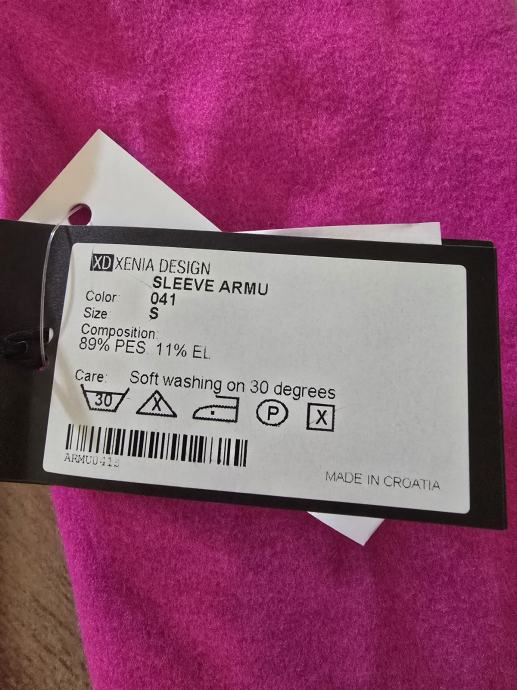 XD XENIA DESIGN
SLEEVE ARMU
Color: 041
Size S
Composition:
89% PES 11% EL
Care: Soft washing on 30 degrees
30 P X
ARMU041S
MADE IN CROATIA